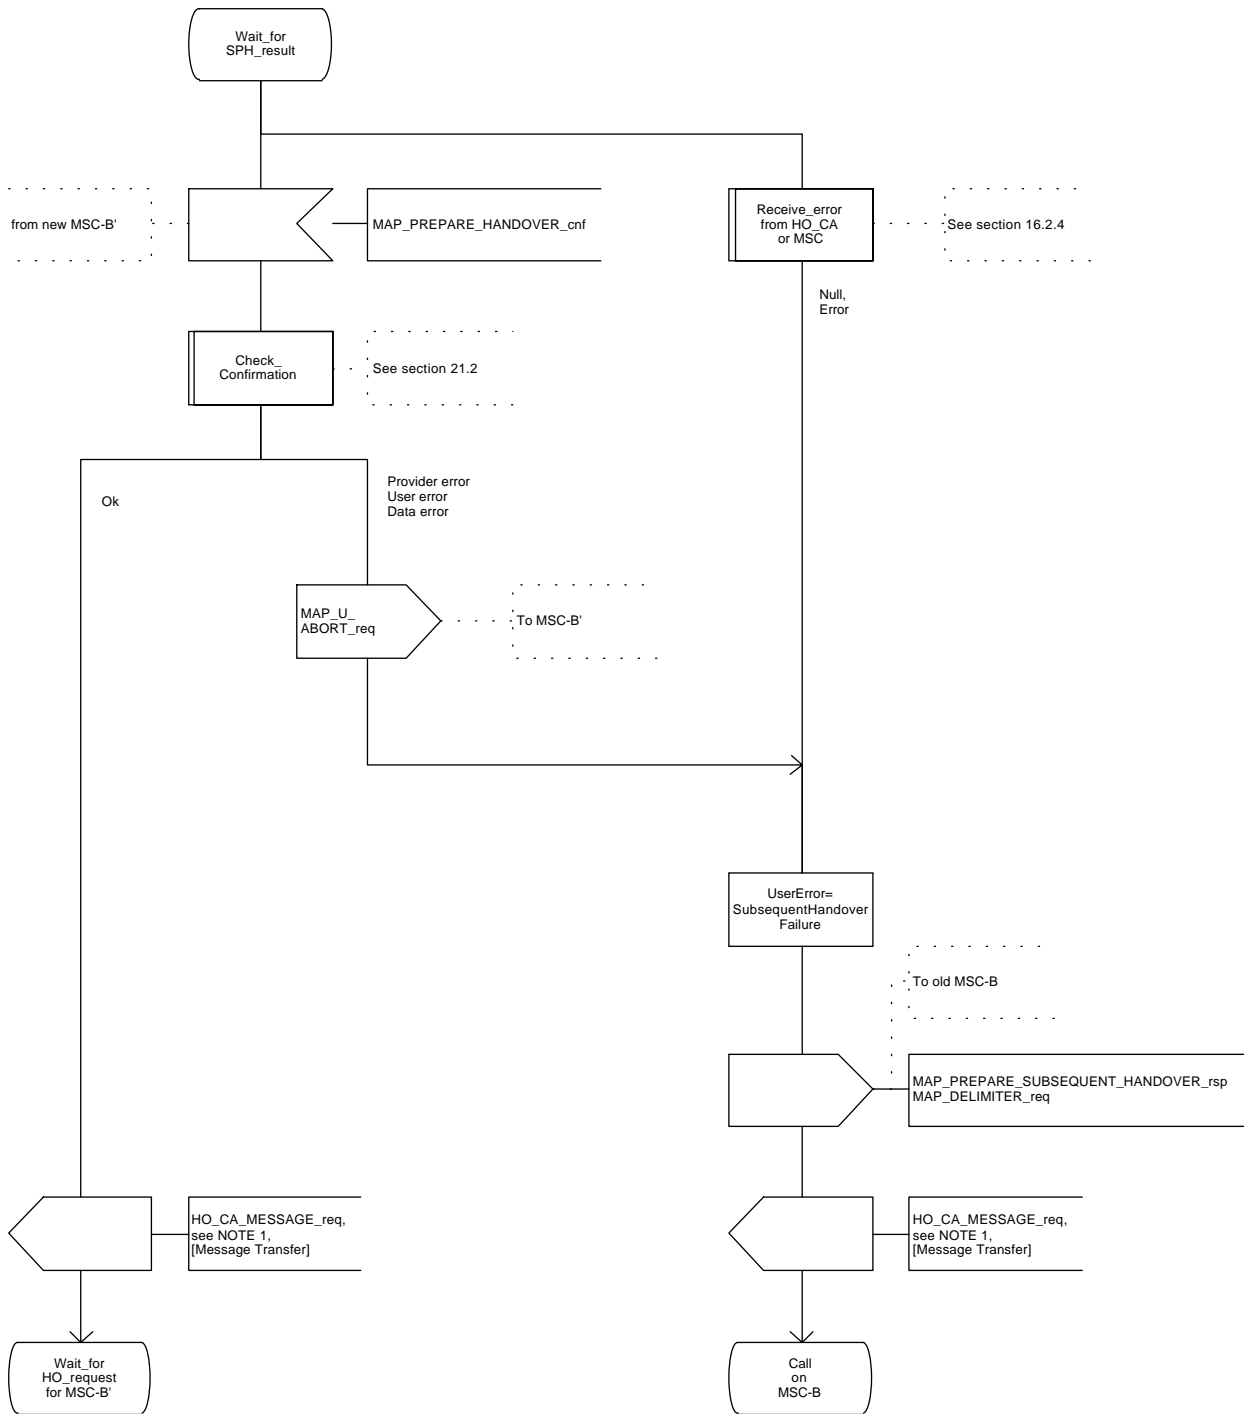 Wait_for
SPH_result
from new MSC-B'
MAP_PREPARE_HANDOVER_cnf
Receive_error
from HO_CA
or MSC
See section 16.2.4
Null,
Error
Check_
Confirmation
See section 21.2
Ok
Provider error
User error
Data error
MAP_U_
ABORT_req
To MSC-B'
UserError=
SubsequentHandover
Failure
To old MSC-B
MAP_PREPARE_SUBSEQUENT_HANDOVER_rsp
MAP_DELIMITER_req
HO_CA_MESSAGE_req,
see NOTE 1,
[Message Transfer]
HO_CA_MESSAGE_req,
see NOTE 1,
[Message Transfer]
Wait_for
HO_request
for MSC-B'
Call
on
MSC-B